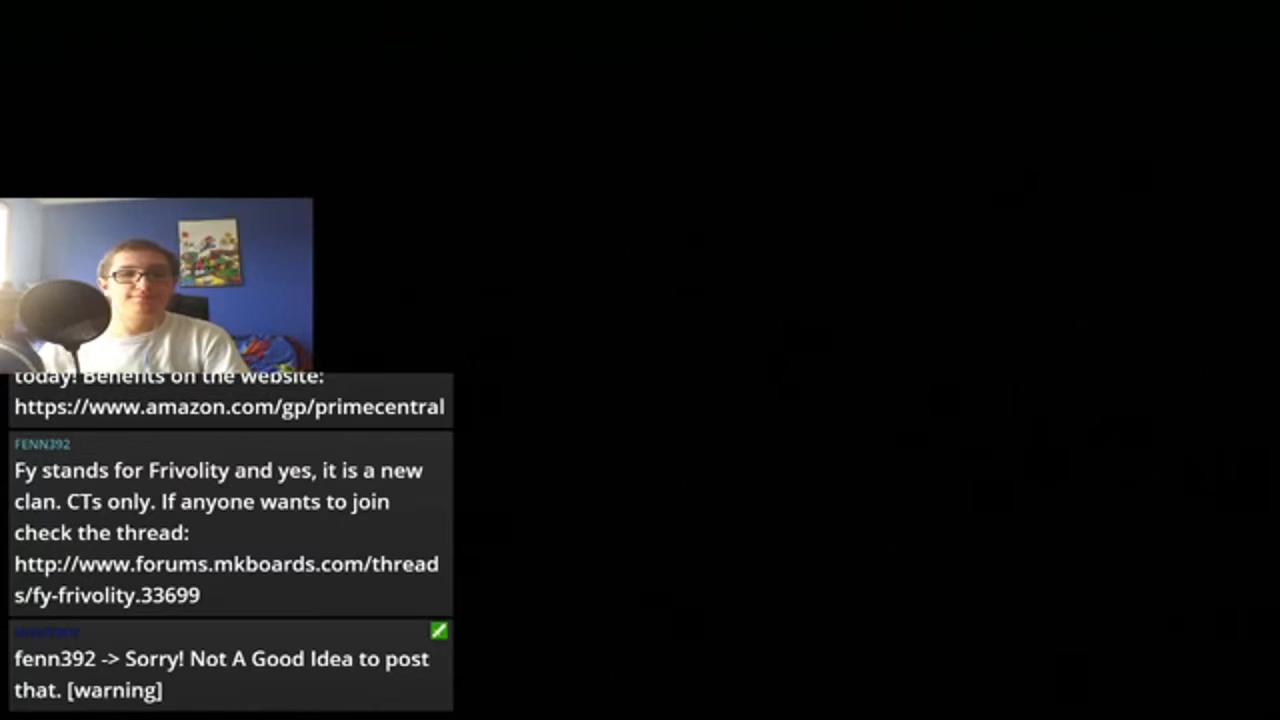 today! Benefits on the website:
https://www.amazon.com/gp/primecentral
FENN392
Fy stands for Frivolity and yes, it is a new
clan. CTs only. If anyone wants to join
check the thread:
http://www.forums.mkboards.com/thread
s/fy-frivolity.33699
fenn392 -> Sorry! Not A Good Idea to post
that. [warning]